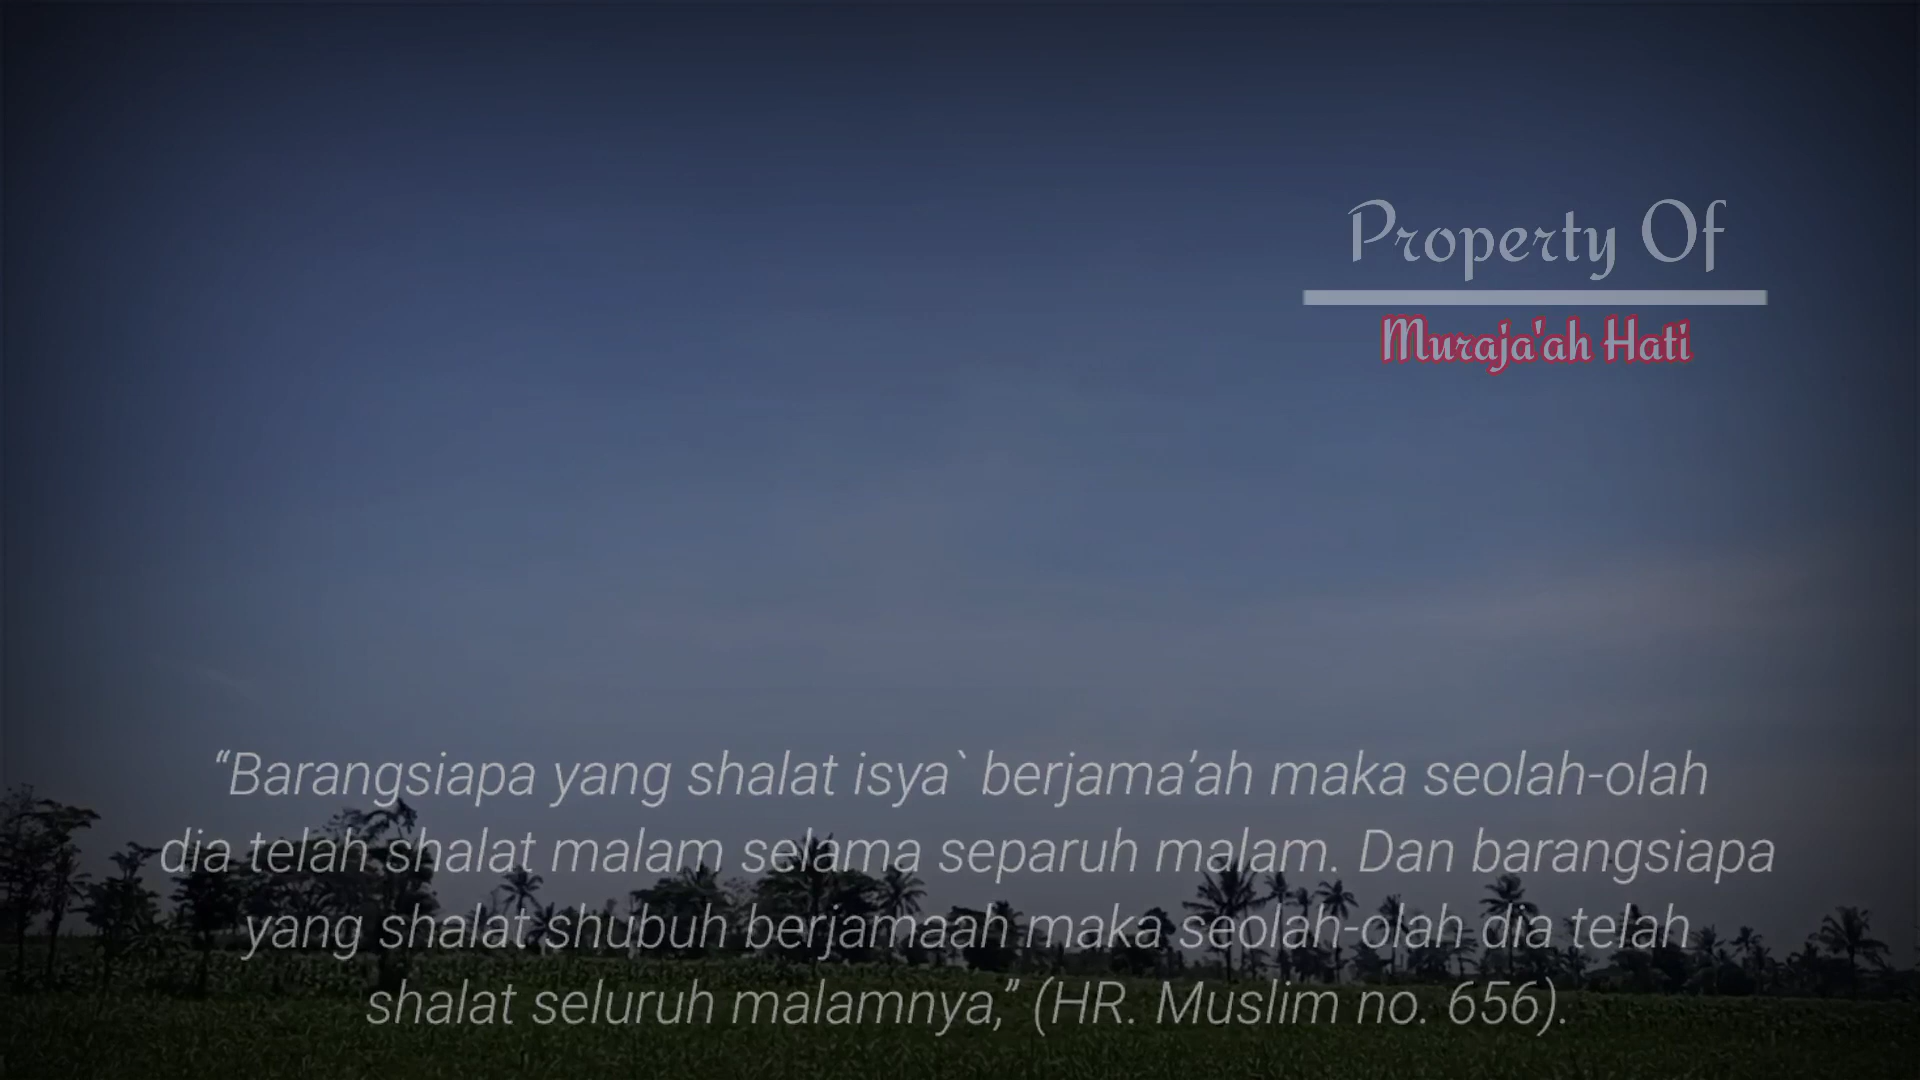 Property Of
Muraja'ah Hati
“Barangsiapa yang shalat isya` berjama’ah maka seolah-olah
dia telah shalat malam selama separuh malam. Dan barangsiapa
yang shalat shubuh berjamaah maka seolah-olah dia telah
shalat seluruh malamnya,” (HR. Muslim no. 656).